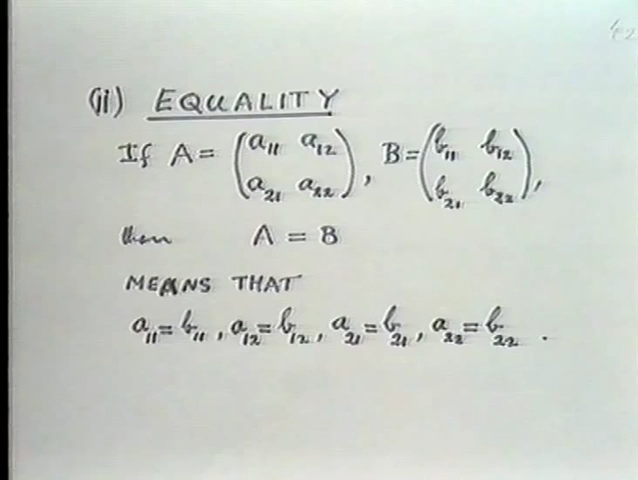 (ii) EQUALITY
If A = (a₁₁ a₁₂ a₂₁ a₂₂), B = (b₁₁ b₁₂ b₂₁ b₂₂),
then A = B
MEANS THAT
a₁₁ = b₁₁, a₁₂ = b₁₂, a₂₁ = b₂₁, a₂₂ = b₂₂.